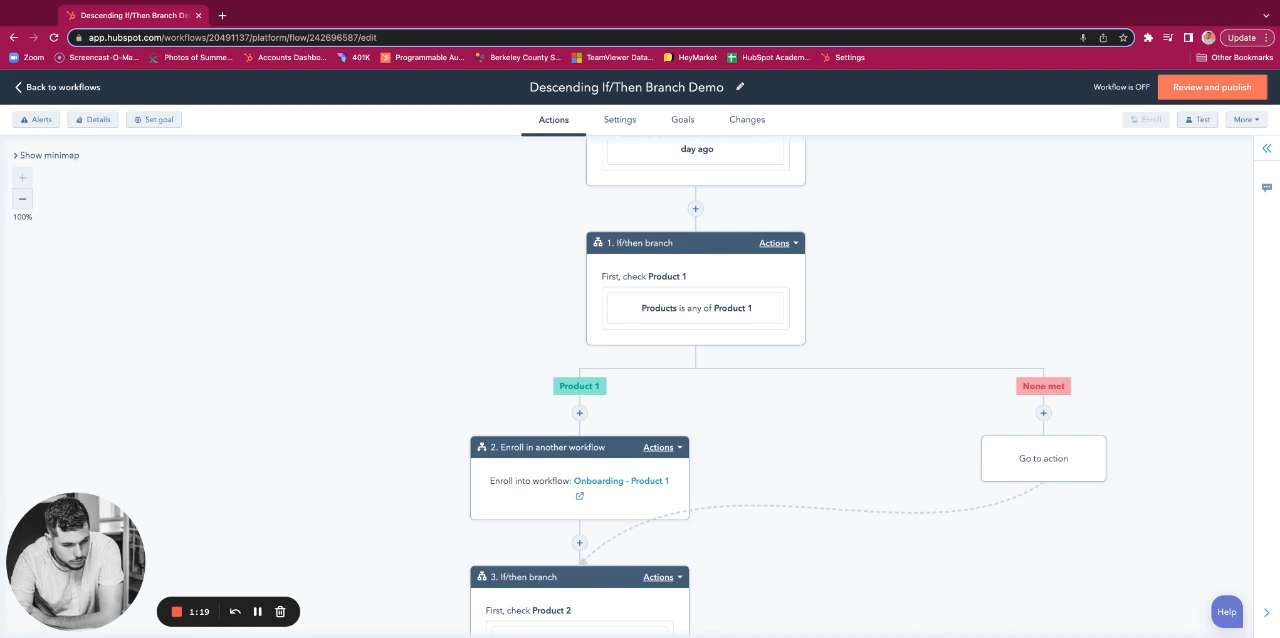 Descending If/Then Branch De
app.hubspot.com/workflows/20491137/platform/flow/242696587/edit
Update
Zoom
Screencast-O-Ma...
Photos of Summe...
Accounts Dashbo...
401K
Programmable Au...
Berkeley County S...
TeamViewer Data...
HeyMarket
HubSpot Academ...
Settings
Other Bookmarks
Back to workflows
Descending If/Then Branch Demo
Workflow is OFF
Review and publish
Alerts
Details
Set goal
Actions
Settings
Goals
Changes
Enroll
Test
More
Show minimap
100%
day ago
1. If/then branch
Actions
First, check Product 1
Products is any of Product 1
Product 1
None met
2. Enroll in another workflow
Actions
Enroll into workflow: Onboarding - Product 1
Go to action
3. If/then branch
Actions
First, check Product 2
1:19
Help